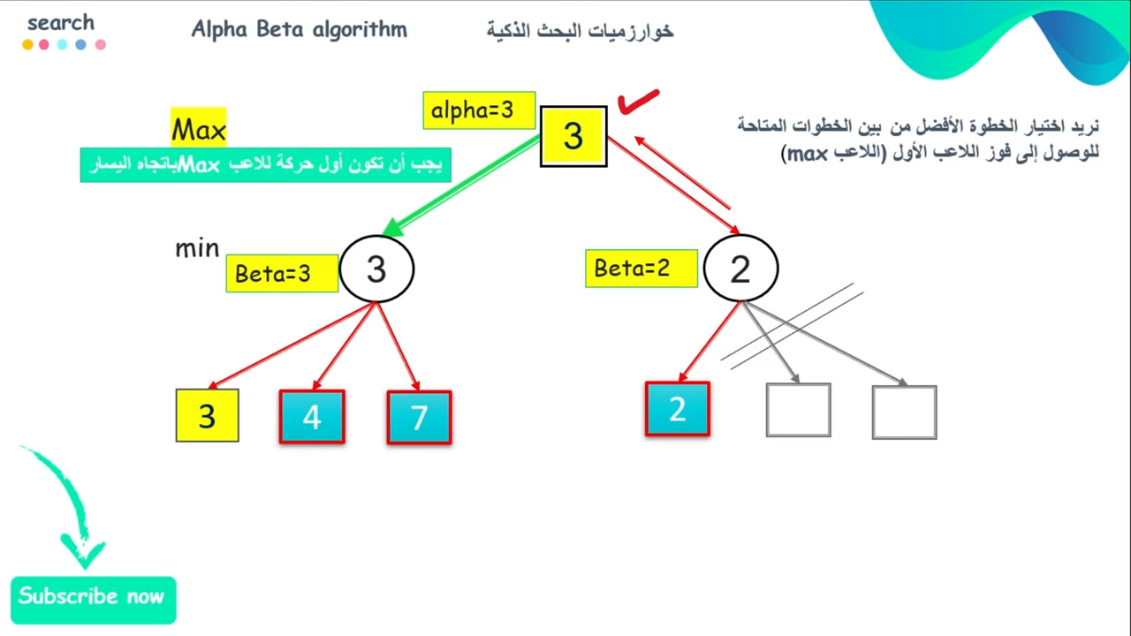 search
Alpha Beta algorithm
خوارزميات البحث الذكية
نريد اختيار الخطوة الأفضل من بين الخطوات المتاحة
للوصول إلى فوز اللاعب الأول (اللاعب max)
alpha=3
3
Max
يجب أن تكون أول حركة للاعب Maxباتجاه اليسار
min
Beta=3
3
Beta=2
2
3
4
7
2
Subscribe now